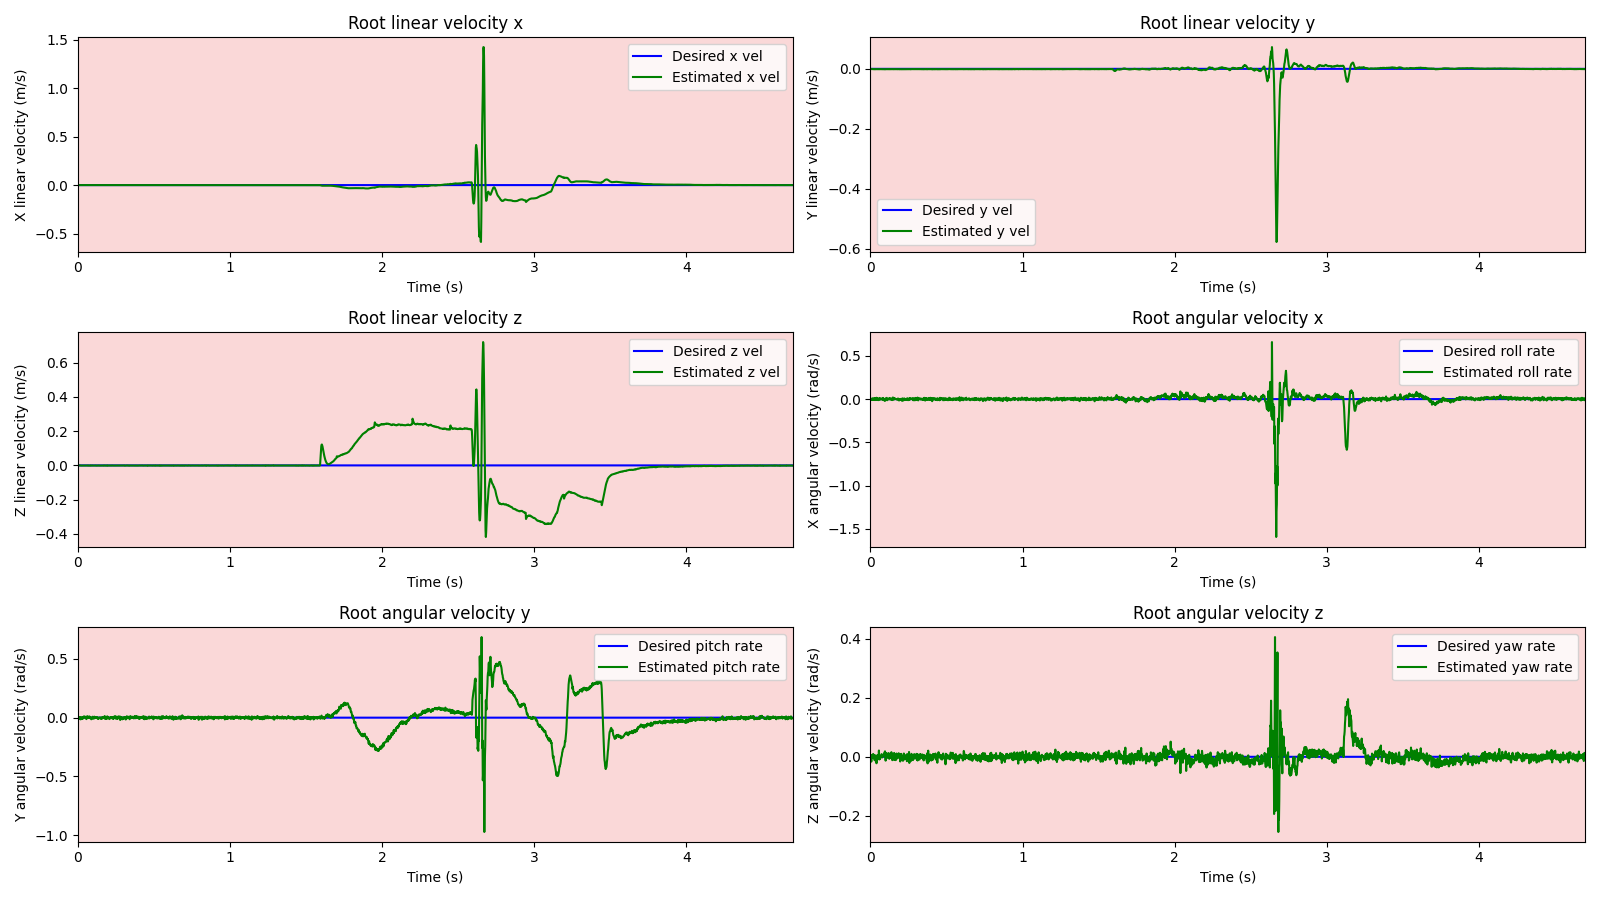 Root linear velocity x
1.5
1.0
0.5
0.0
−0.5
X linear velocity (m/s)
Desired x vel
Estimated x vel
0 1 2 3 4
Time (s)
Root linear velocity y
0.0
−0.2
−0.4
−0.6
Y linear velocity (m/s)
Desired y vel
Estimated y vel
0 1 2 3 4
Time (s)
Root linear velocity z
0.6
0.4
0.2
0.0
−0.2
−0.4
Z linear velocity (m/s)
Desired z vel
Estimated z vel
0 1 2 3 4
Time (s)
Root angular velocity x
0.5
0.0
−0.5
−1.0
−1.5
X angular velocity (rad/s)
Desired roll rate
Estimated roll rate
0 1 2 3 4
Time (s)
Root angular velocity y
0.5
0.0
−0.5
−1.0
Y angular velocity (rad/s)
Desired pitch rate
Estimated pitch rate
0 1 2 3 4
Time (s)
Root angular velocity z
0.4
0.2
0.0
−0.2
Z angular velocity (rad/s)
Desired yaw rate
Estimated yaw rate
0 1 2 3 4
Time (s)